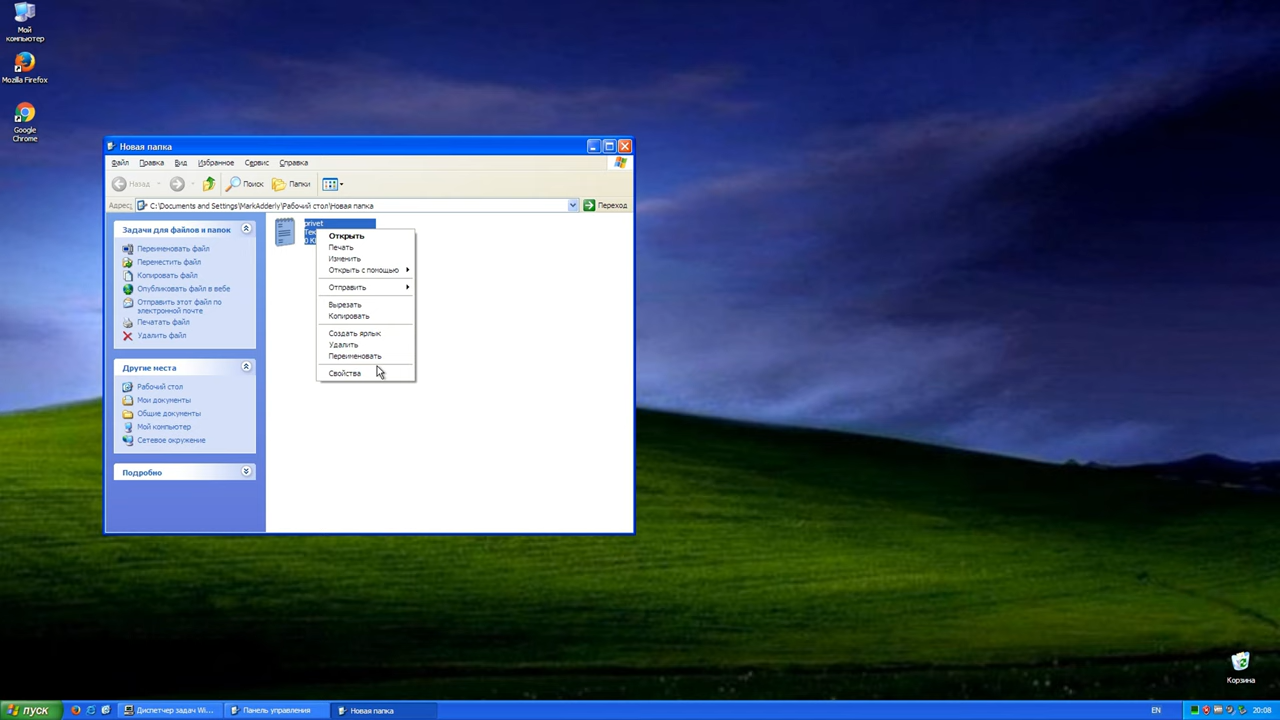 Мой
компьютер
Mozilla Firefox
Google
Chrome
Новая папка
Файл Правка Вид Избранное Сервис Справка
Назад Поиск Папки
Адрес: C:\Documents and Settings\MarkAdderly\Рабочий стол\Новая папка Переход
Задачи для файлов и папок
Переименовать файл
Переместить файл
Копировать файл
Опубликовать файл в вебе
Отправить этот файл по
электронной почте
Печатать файл
Удалить файл
Другие места
Рабочий стол
Мои документы
Общие документы
Мой компьютер
Сетевое окружение
Подробно
privet
Открыть
Печать
Изменить
Открыть с помощью
Отправить
Вырезать
Копировать
Создать ярлык
Удалить
Переименовать
Свойства
Корзина
пуск Диспетчер задач Wi... Панель управления Новая папка EN 20:08